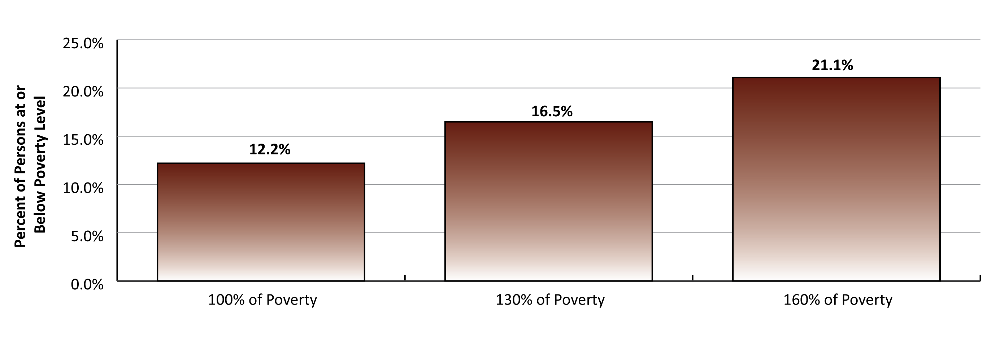 Percent of Persons at or
Below Poverty Level
25.0%
20.0%
15.0%
10.0%
5.0%
0.0%
12.2%
16.5%
21.1%
100% of Poverty
130% of Poverty
160% of Poverty